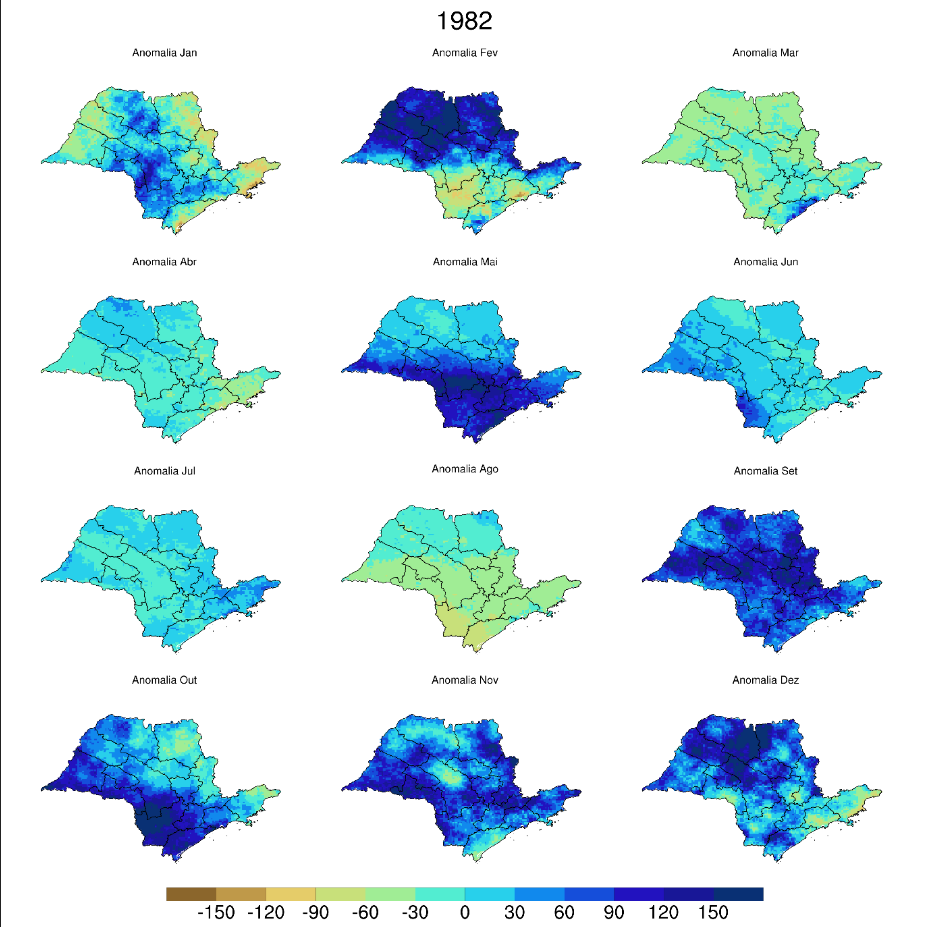 1982
Anomalia Jan
Anomalia Fev
Anomalia Mar
Anomalia Abr
Anomalia Mai
Anomalia Jun
Anomalia Jul
Anomalia Ago
Anomalia Set
Anomalia Out
Anomalia Nov
Anomalia Dez
-150 -120 -90 -60 -30 0 30 60 90 120 150